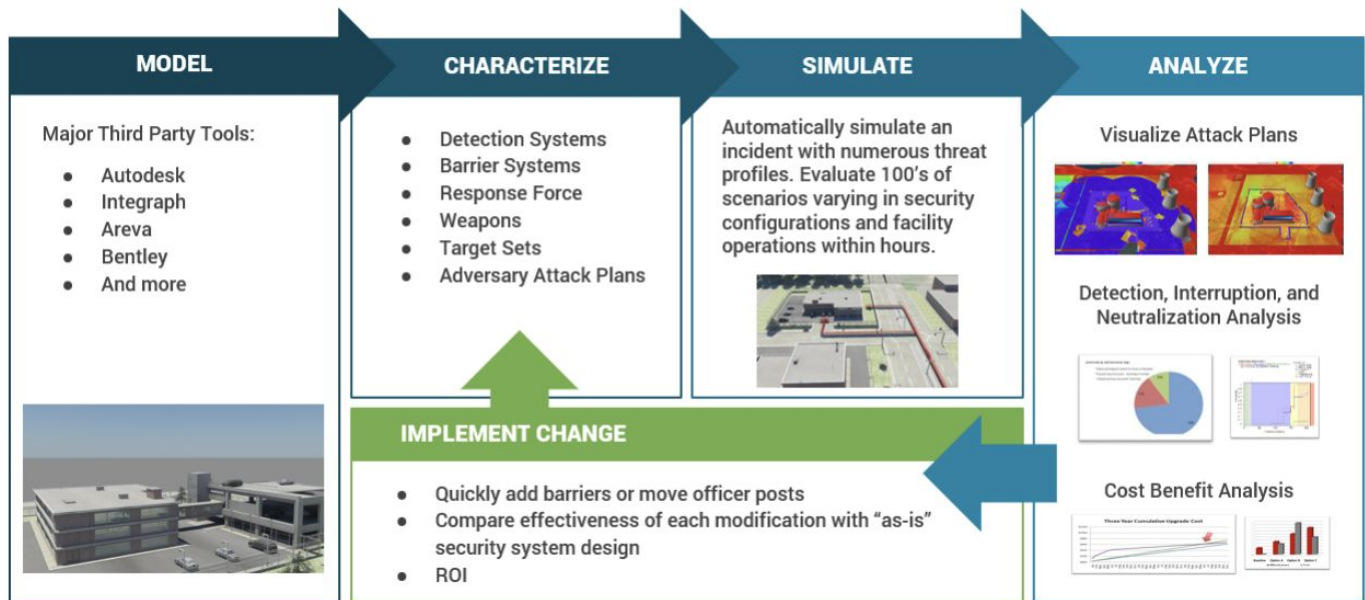 MODEL
Major Third Party Tools:
● Autodesk
● Integraph
● Areva
● Bentley
● And more
CHARACTERIZE
● Detection Systems
● Barrier Systems
● Response Force
● Weapons
● Target Sets
● Adversary Attack Plans
SIMULATE
Automatically simulate an
incident with numerous threat
profiles. Evaluate 100's of
scenarios varying in security
configurations and facility
operations within hours.
ANALYZE
Visualize Attack Plans
Detection, Interruption, and
Neutralization Analysis
Cost Benefit Analysis
Three Year Cumulative Upgrade Cost
Baseline Option A Option B Option C
IMPLEMENT CHANGE
● Quickly add barriers or move officer posts
● Compare effectiveness of each modification with “as-is”
security system design
● ROI